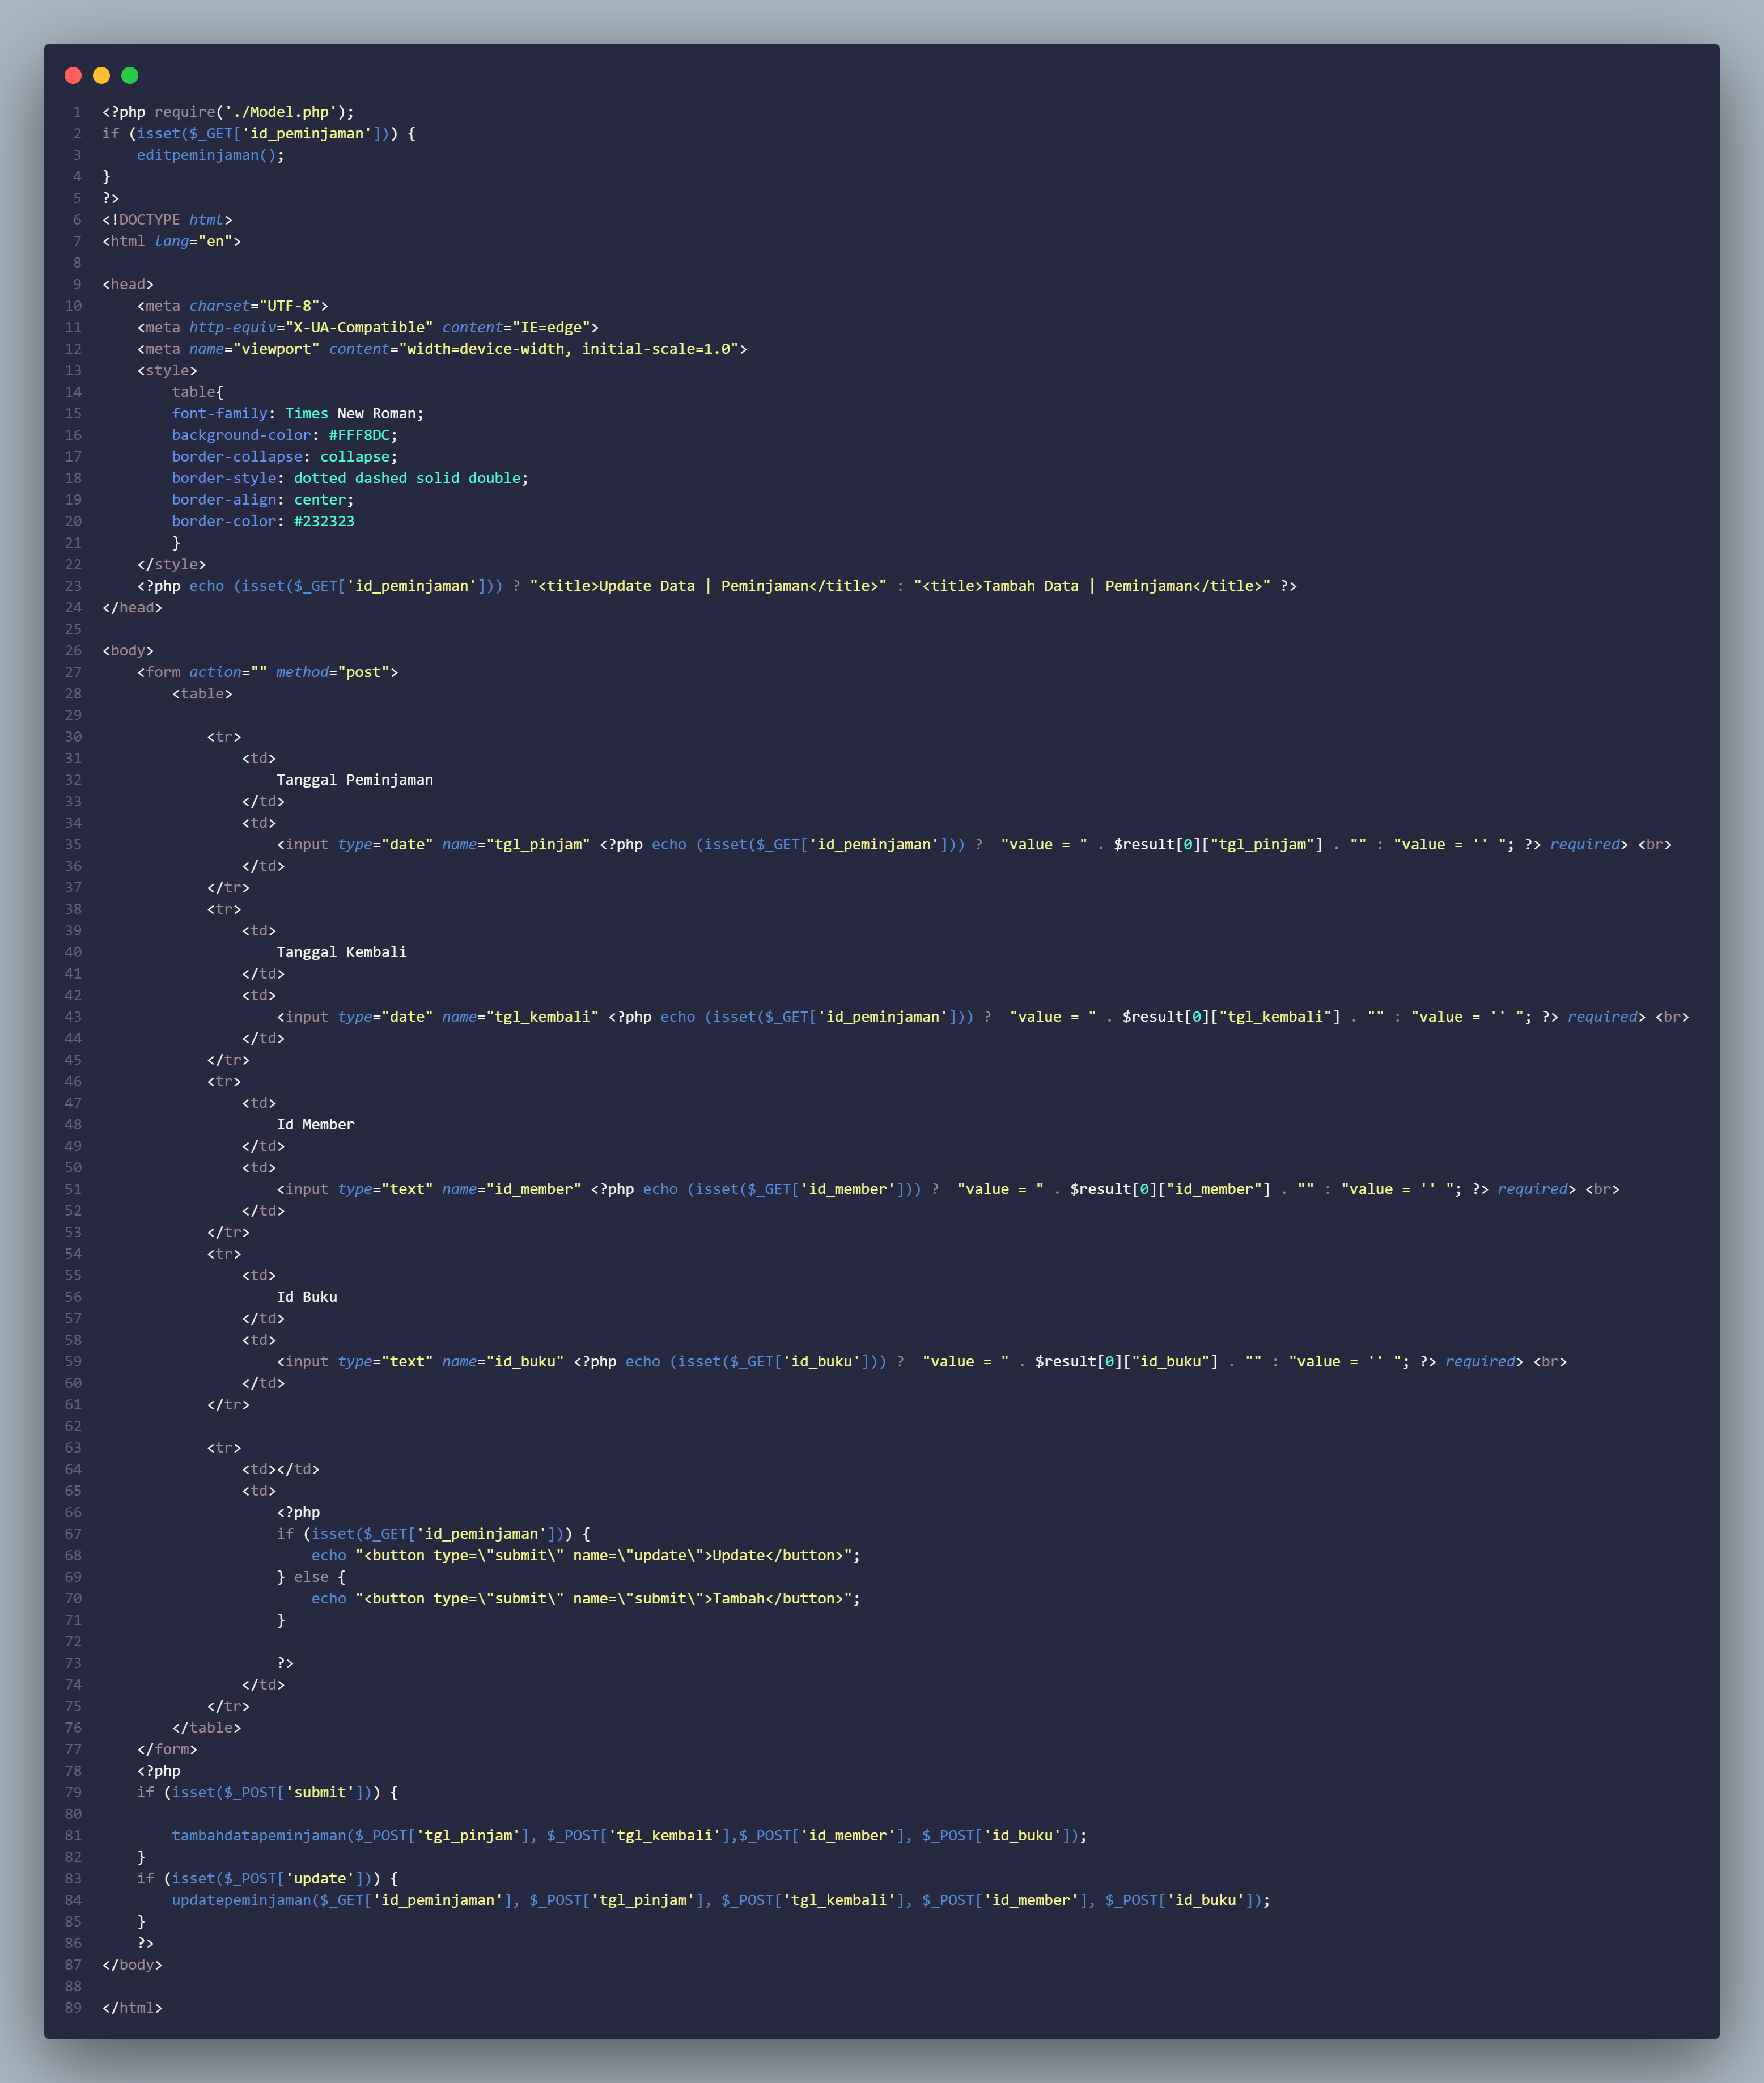 1 <?php require('./Model.php');
2 if (isset($_GET['id_peminjaman'])) {
3     editpeminjaman();
4 }
5 ?>
6 <!DOCTYPE html>
7 <html lang="en">
8
9 <head>
10     <meta charset="UTF-8">
11     <meta http-equiv="X-UA-Compatible" content="IE=edge">
12     <meta name="viewport" content="width=device-width, initial-scale=1.0">
13     <style>
14         table{
15         font-family: Times New Roman;
16         background-color: #FFF8DC;
17         border-collapse: collapse;
18         border-style: dotted dashed solid double;
19         border-align: center;
20         border-color: #232323
21         }
22     </style>
23     <?php echo (isset($_GET['id_peminjaman'])) ? "<title>Update Data | Peminjaman</title>" : "<title>Tambah Data | Peminjaman</title>" ?>
24 </head>
25
26 <body>
27     <form action="" method="post">
28         <table>
29
30             <tr>
31                 <td>
32                     Tanggal Peminjaman
33                 </td>
34                 <td>
35                     <input type="date" name="tgl_pinjam" <?php echo (isset($_GET['id_peminjaman'])) ?  "value = " . $result[0]["tgl_pinjam"] . "" : "value = '' "; ?> required> <br>
36                 </td>
37             </tr>
38             <tr>
39                 <td>
40                     Tanggal Kembali
41                 </td>
42                 <td>
43                     <input type="date" name="tgl_kembali" <?php echo (isset($_GET['id_peminjaman'])) ?  "value = " . $result[0]["tgl_kembali"] . "" : "value = '' "; ?> required> <br>
44                 </td>
45             </tr>
46             <tr>
47                 <td>
48                     Id Member
49                 </td>
50                 <td>
51                     <input type="text" name="id_member" <?php echo (isset($_GET['id_member'])) ?  "value = " . $result[0]["id_member"] . "" : "value = '' "; ?> required> <br>
52                 </td>
53             </tr>
54             <tr>
55                 <td>
56                     Id Buku
57                 </td>
58                 <td>
59                     <input type="text" name="id_buku" <?php echo (isset($_GET['id_buku'])) ?  "value = " . $result[0]["id_buku"] . "" : "value = '' "; ?> required> <br>
60                 </td>
61             </tr>
62
63             <tr>
64                 <td></td>
65                 <td>
66                     <?php
67                     if (isset($_GET['id_peminjaman'])) {
68                         echo "<button type=\"submit\" name=\"update\">Update</button>";
69                     } else {
70                         echo "<button type=\"submit\" name=\"submit\">Tambah</button>";
71                     }
72
73                     ?>
74                 </td>
75             </tr>
76         </table>
77     </form>
78     <?php
79     if (isset($_POST['submit'])) {
80
81         tambahdatapeminjaman($_POST['tgl_pinjam'], $_POST['tgl_kembali'],$_POST['id_member'], $_POST['id_buku']);
82     }
83     if (isset($_POST['update'])) {
84         updatepeminjaman($_GET['id_peminjaman'], $_POST['tgl_pinjam'], $_POST['tgl_kembali'], $_POST['id_member'], $_POST['id_buku']);
85     }
86     ?>
87 </body>
88
89 </html>